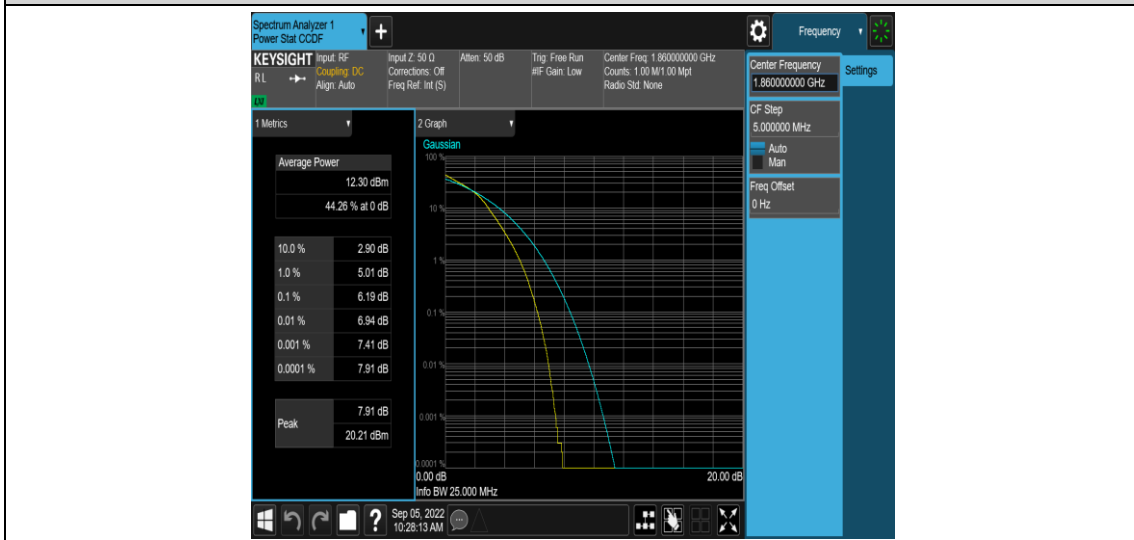 Spectrum Analyzer 1
Power Stat CCDF
+
Frequency
KEYSIGHT
RL
Input: RF
Coupling: DC
Align: Auto
Input Z: 50 Ω
Corrections: Off
Freq Ref: Int (S)
Atten: 50 dB
Trig: Free Run
#IF Gain: Low
Center Freq: 1.860000000 GHz
Counts: 1.00 M/1.00 Mpt
Radio Std: None
Center Frequency
1.860000000 GHz
Settings
CF Step
5.000000 MHz
Auto
Man
Freq Offset
0 Hz
1 Metrics
Average Power
12.30 dBm
44.26 % at 0 dB
10.0 % 2.90 dB
1.0 % 5.01 dB
0.1 % 6.19 dB
0.01 % 6.94 dB
0.001 % 7.41 dB
0.0001 % 7.91 dB
Peak
7.91 dB
20.21 dBm
2 Graph
Gaussian
100 %
10 %
1 %
0.1 %
0.01 %
0.001 %
0.0001 %
0.00 dB 20.00 dB
Info BW 25.000 MHz
?
Sep 05, 2022
10:28:13 AM